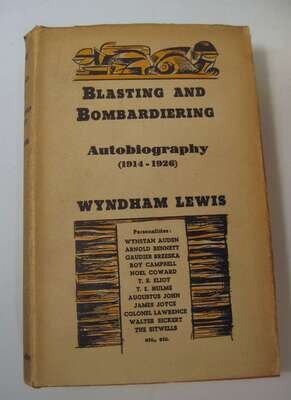 BLASTING AND
BOMBARDIERING
Autobiography
(1914-1926)
WYNDHAM LEWIS
Personalities:
WYNSTAN AUDEN
ARNOLD BENNETT
GAUDIER BRZESKA
ROY CAMPBELL
NOEL COWARD
T. E. ELIOT
T. E. HULME
AUGUSTUS JOHN
JAMES JOYCE
COLONEL LAWRENCE
WALTER SICKERT
THE SITWELLS
etc., etc.